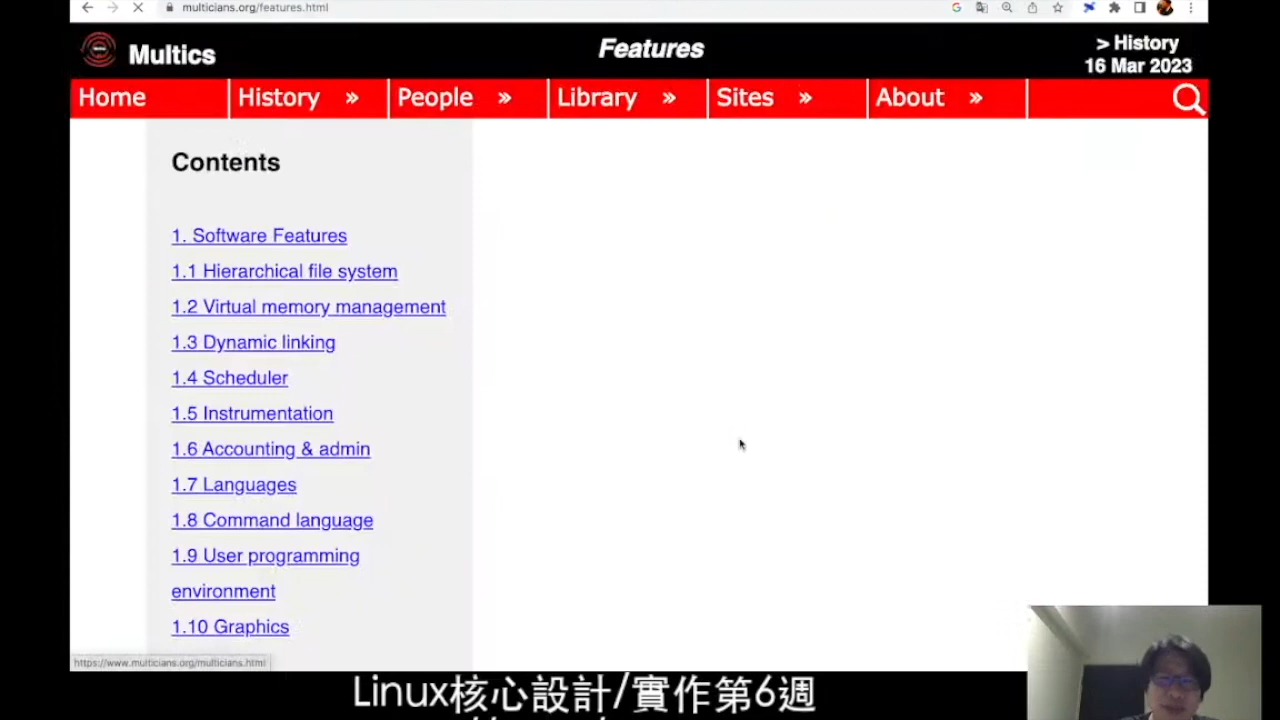 multicians.org/features.html
Multics
Features
> History
16 Mar 2023
Home
History »
People »
Library »
Sites »
About »
Contents
1. Software Features
1.1 Hierarchical file system
1.2 Virtual memory management
1.3 Dynamic linking
1.4 Scheduler
1.5 Instrumentation
1.6 Accounting & admin
1.7 Languages
1.8 Command language
1.9 User programming
environment
1.10 Graphics
https://www.multicians.org/multicians.html
Linux核心設計/實作第6週